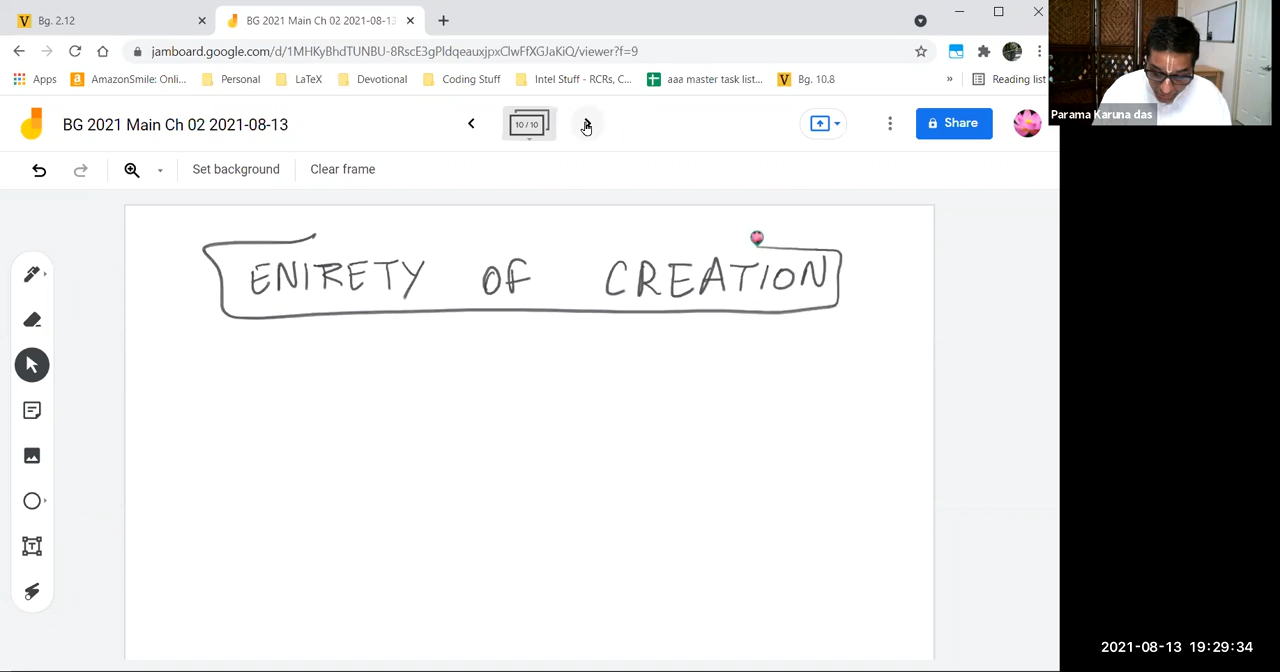 Bg. 2.12
BG 2021 Main Ch 02 2021-08-13
jamboard.google.com/d/1MHKyBhdTUNBU-8RscE3gPldqeauxjpxClwFfXGJaKiQ/viewer?f=9
Apps AmazonSmile: Onli... Personal LaTeX Devotional Coding Stuff Intel Stuff - RCRs, C... aaa master task list... Bg. 10.8 » Reading list
Parama Karuna das
BG 2021 Main Ch 02 2021-08-13 10 / 10 Share
Set background Clear frame
ENIRETY OF CREATION
2021-08-13 19:29:34